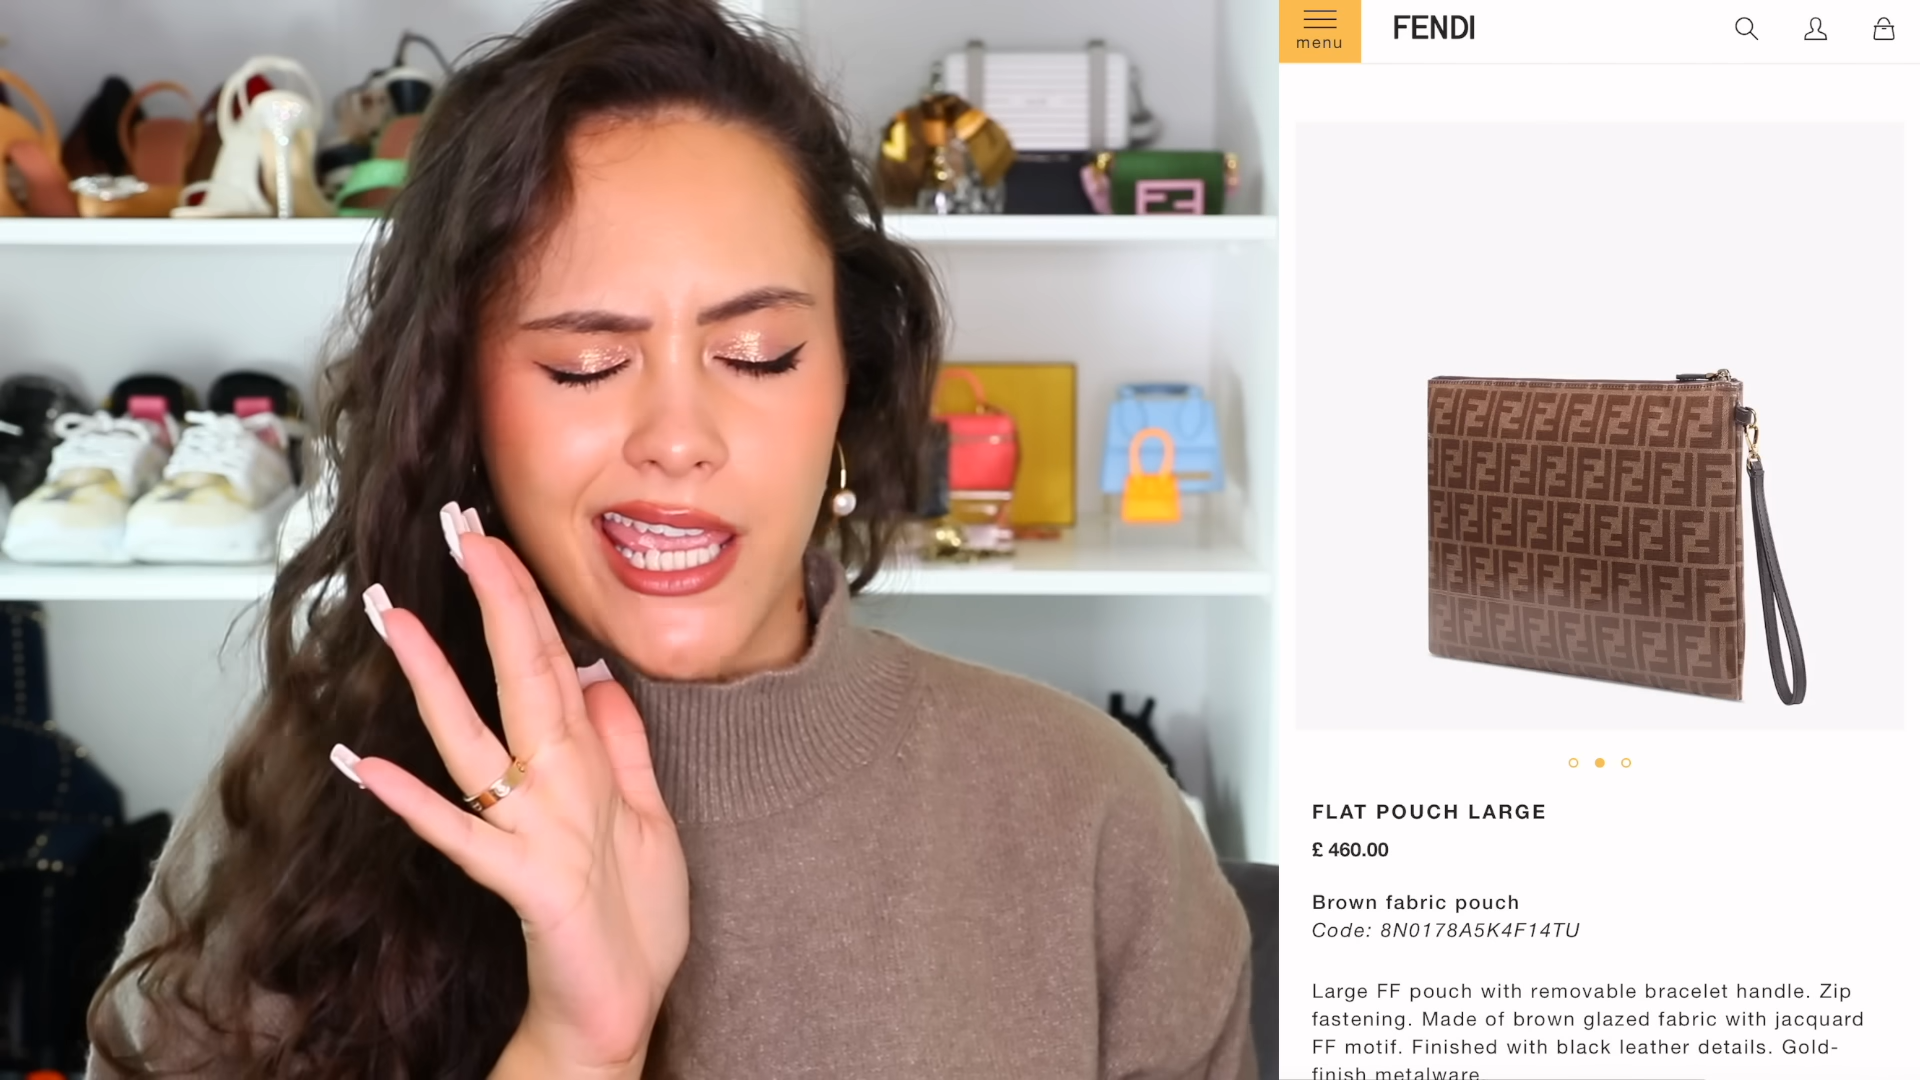 menu
FENDI
FLAT POUCH LARGE
£ 460.00
Brown fabric pouch
Code: 8N0178A5K4F14TU
Large FF pouch with removable bracelet handle. Zip
fastening. Made of brown glazed fabric with jacquard
FF motif. Finished with black leather details. Gold-
finish metalware.